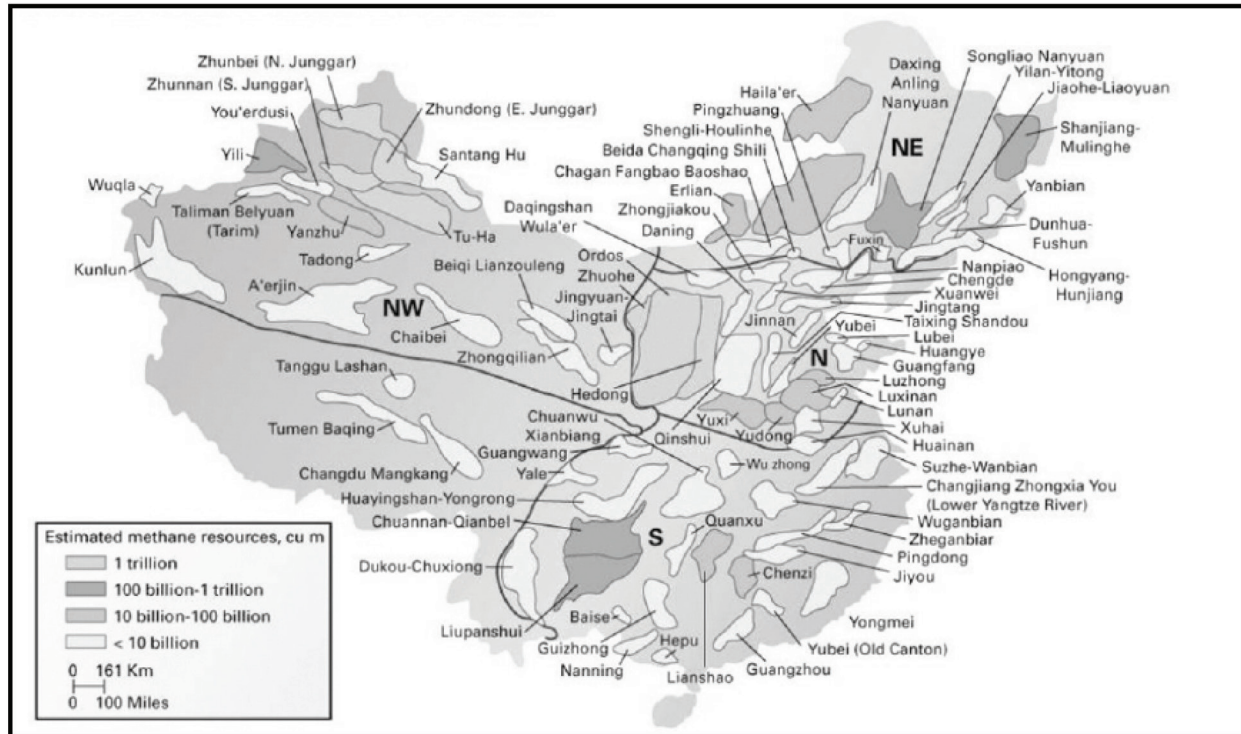 Zhunbei (N. Junggar)
Zhunnan (S. Junggar)
You'erdusi
Yili
Wuqla
Taliman Belyuan
(Tarim)
Yanzhu
Kunlun
Tadong
A'erjin
Zhundong (E. Junggar)
Santang Hu
Tu-Ha
NW
Chaibei
Beiqi Lianzouleng
Zhongqilian
Tanggu Lashan
Tumen Baqing
Changdu Mangkang
Haila'er
Pingzhuang
Shengli-Houlinhe
Beida Changqing Shili
Chagan Fangbao Baoshao
Erlian
Zhongjiakou
Daning
Daqingshan
Wula'er
Ordos
Zhuohe
Jingyuan-
Jingtai
Daxing
Anling
Nanyuan
NE
Songliao Nanyuan
Yilan-Yitong
Jiaohe-Liaoyuan
Shanjiang-
Mulinghe
Yanbian
Dunhua-
Fushun
Hongyang-
Hunjiang
Fuxin
Nanpiao
Chengde
Xuanwei
Jingtang
Taixing Shandou
Jinnan
Yubei
Lubei
Huangye
Guangfang
N
Luzhong
Luxinan
Lunan
Xuhai
Huainan
Hedong
Yuxi
Yudong
Qinshui
Chuanwu
Xianbiang
Guangwang
Yale
Huayingshan-Yongrong
Chuannan-Qianbel
Dukou-Chuxiong
Liupanshui
Wu zhong
Suzhe-Wanbian
Changjiang Zhongxia You
(Lower Yangtze River)
Wuganbian
Zheganbiar
Pingdong
Jiyou
S
Quanxu
Chenzi
Baise
Guizhong
Nanning
Hepu
Lianshao
Guangzhou
Yubei (Old Canton)
Yongmei
Estimated methane resources, cu m
1 trillion
100 billion-1 trillion
10 billion-100 billion
< 10 billion
0 161 Km
0 100 Miles